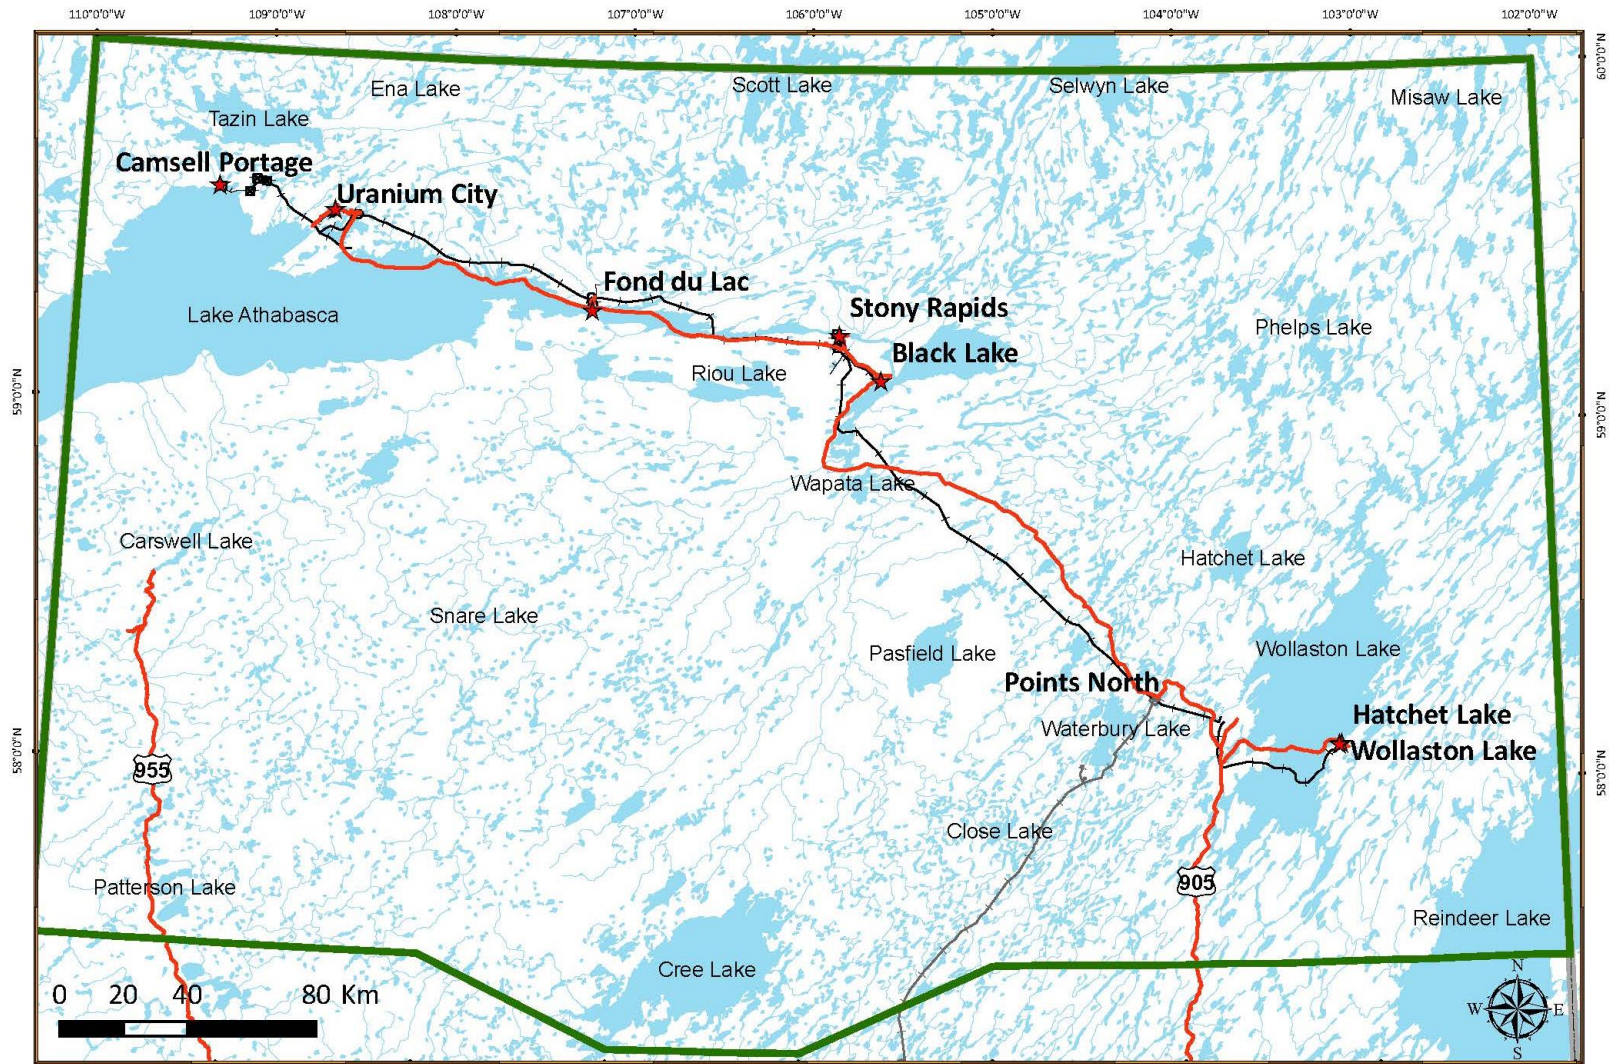 110°0'0"W 109°0'0"W 108°0'0"W 107°0'0"W 106°0'0"W 105°0'0"W 104°0'0"W 103°0'0"W 102°0'0"W
60°0'0"N
Ena Lake
Scott Lake
Selwyn Lake
Misaw Lake
Tazin Lake
Camsell Portage
Uranium City
Fond du Lac
Stony Rapids
Lake Athabasca
Phelps Lake
Black Lake
Riou Lake
59°0'0"N
59°0'0"N
Wapata Lake
Carswell Lake
Hatchet Lake
Snare Lake
Pasfield Lake
Wollaston Lake
Points North
Hatchet Lake
Waterbury Lake
Wollaston Lake
58°0'0"N
58°0'0"N
955
Close Lake
905
Patterson Lake
Reindeer Lake
Cree Lake
0 20 40 80 Km
N
W E
S